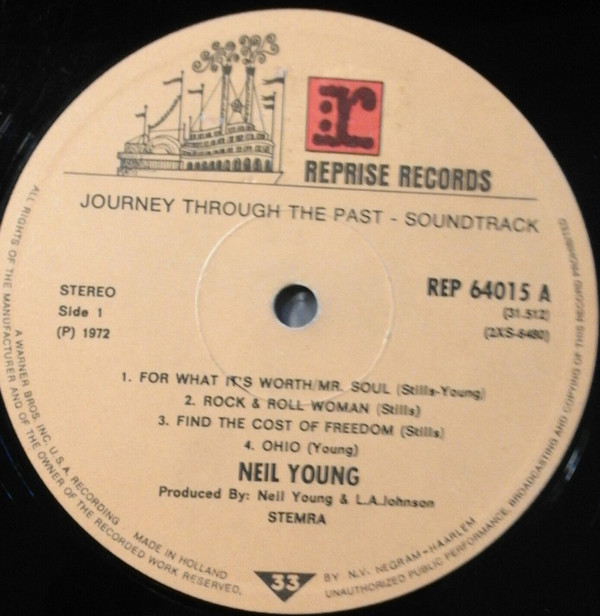 r
REPRISE RECORDS
JOURNEY THROUGH THE PAST - SOUNDTRACK
STEREO
Side 1
(P) 1972
REP 64015 A
(31.512)
(2XS-6480)
1. FOR WHAT IT'S WORTH/MR. SOUL (Stills-Young)
2. ROCK & ROLL WOMAN (Stills)
3. FIND THE COST OF FREEDOM (Stills)
4. OHIO (Young)
NEIL YOUNG
Produced By: Neil Young & L.A.Johnson
STEMRA
33
A WARNER BROS. INC. U.S.A. RECORDING . MADE IN HOLLAND BY N.V. NEGRAM-HAARLEM
ALL RIGHTS OF THE MANUFACTURER AND OF THE OWNER OF THE RECORDED WORK RESERVED. UNAUTHORIZED PUBLIC PERFORMANCE, BROADCASTING AND COPYING OF THIS RECORD PROHIBITED